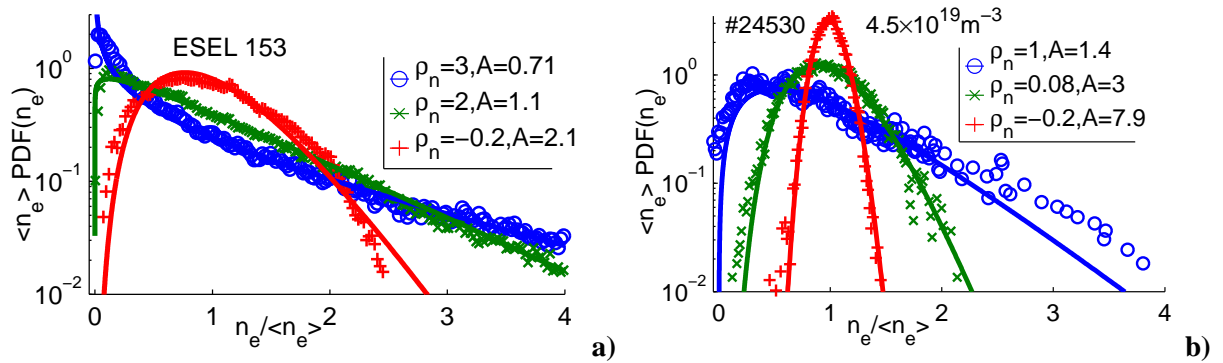 ESEL 153
ρn=3,A=0.71
ρn=2,A=1.1
ρn=−0.2,A=2.1
<ne> PDF(ne)
10^0
10^−1
10^−2
0 1 2 3 4
ne/<ne>
a)
#24530 4.5×10^19m^−3
ρn=1,A=1.4
ρn=0.08,A=3
ρn=−0.2,A=7.9
<ne> PDF(ne)
10^0
10^−1
10^−2
0 1 2 3 4
ne/<ne>
b)